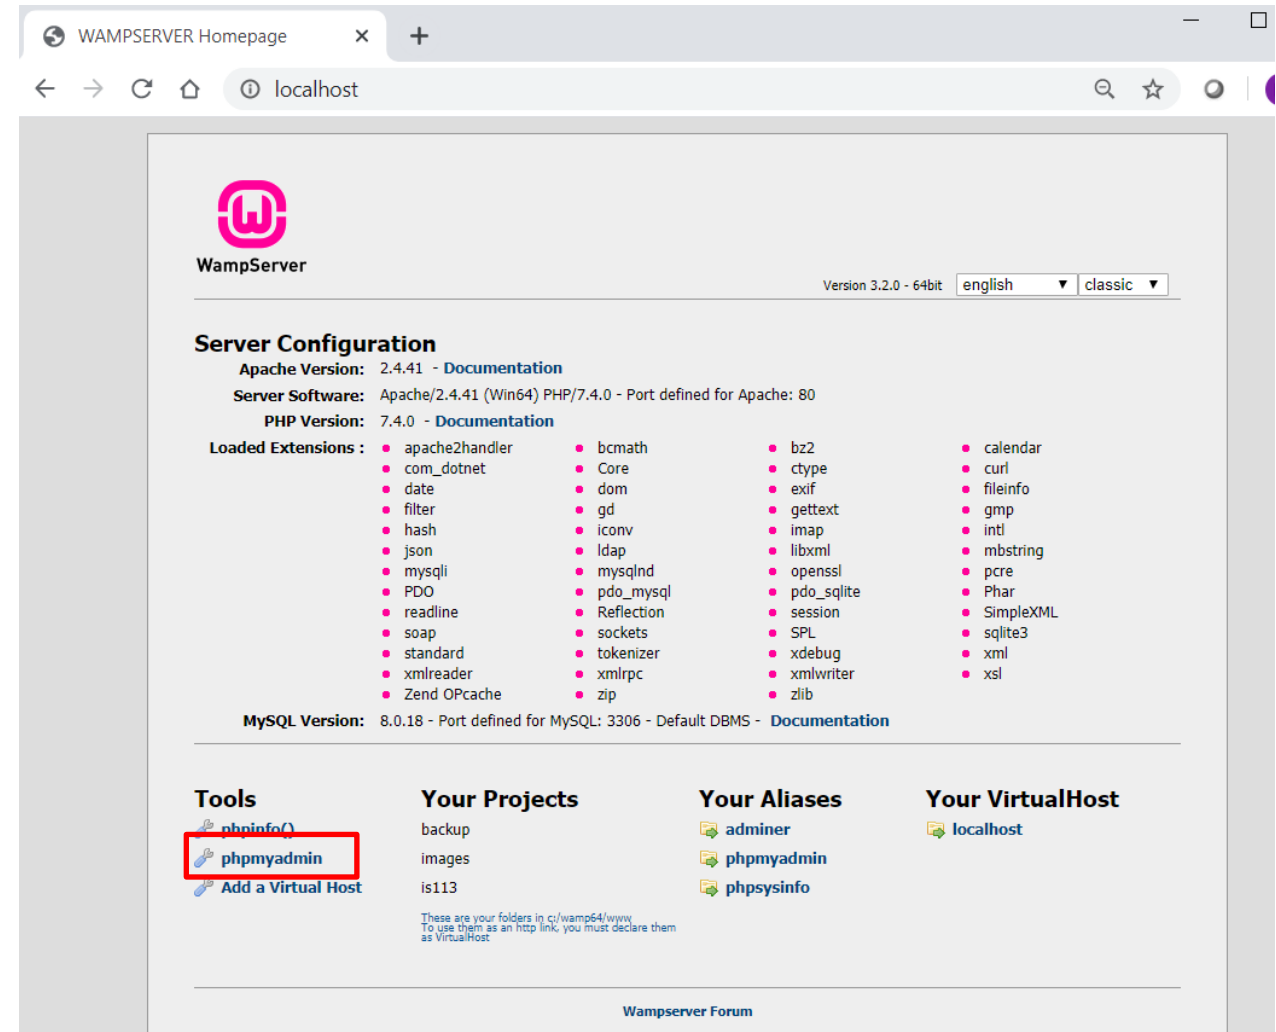 WAMPSERVER Homepage
localhost
WampServer
Version 3.2.0 - 64bit english classic
Server Configuration
Apache Version: 2.4.41 - Documentation
Server Software: Apache/2.4.41 (Win64) PHP/7.4.0 - Port defined for Apache: 80
PHP Version: 7.4.0 - Documentation
Loaded Extensions : apache2handler bcmath bz2 calendar
com_dotnet Core ctype curl
date dom exif fileinfo
filter gd gettext gmp
hash iconv imap intl
json ldap libxml mbstring
mysqli mysqlnd openssl pcre
PDO pdo_mysql pdo_sqlite Phar
readline Reflection session SimpleXML
soap sockets SPL sqlite3
standard tokenizer xdebug xml
xmlreader xmlrpc xmlwriter xsl
Zend OPcache zip zlib
MySQL Version: 8.0.18 - Port defined for MySQL: 3306 - Default DBMS - Documentation
Tools Your Projects Your Aliases Your VirtualHost
phpinfo() backup adminer localhost
phpmyadmin images phpmyadmin
Add a Virtual Host is113 phpsysinfo
These are your folders in c:/wamp64/www
To use them as an http link, you must declare them
as VirtualHost
Wampserver Forum